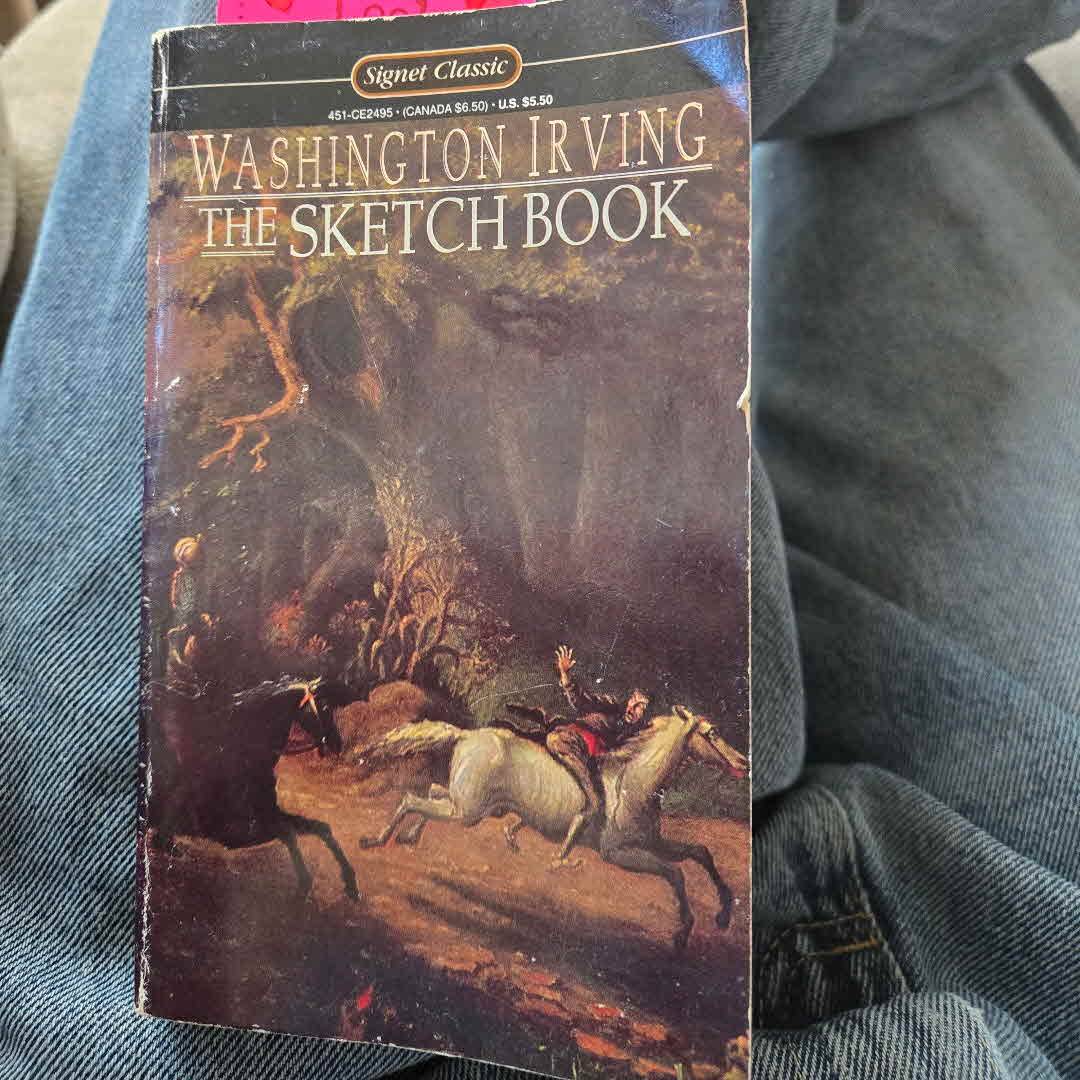 Signet Classic
451-CE2495 • (CANADA $6.50) • U.S. $5.50
WASHINGTON IRVING
THE SKETCH BOOK